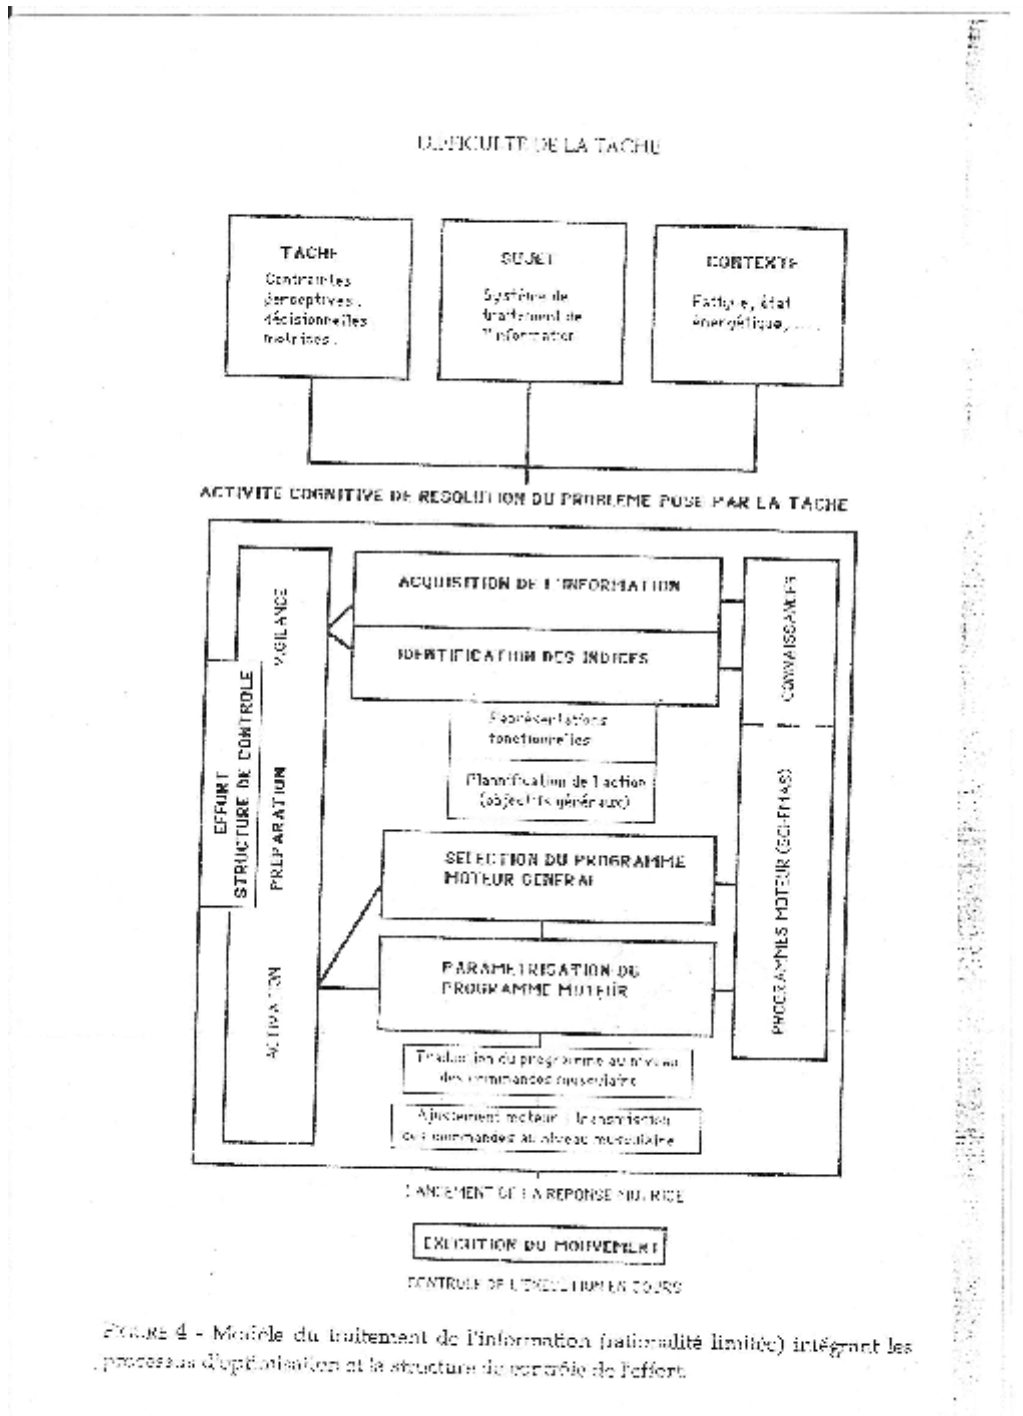 DIFFICULTE DE LA TACHE
TACHE
Contraintes
perceptives,
décisionnelles
motrices.
SUJET
Système de
traitement de
l'information
CONTEXTE
Fatigue, état
énergétique, ....
ACTIVITE COGNITIVE DE RESOLUTION DU PROBLEME POSE PAR LA TACHE
EFFORT
STRUCTURE DE CONTROLE
VIGILANCE
PREPARATION
ACTIVATION
ACQUISITION DE L'INFORMATION
IDENTIFICATION DES INDICES
Représentations
fonctionnelles
Plannification de l'action
(objectifs généraux)
SELECTION DU PROGRAMME
MOTEUR GENERAL
PARAMETRISATION DU
PROGRAMME MOTEUR
Traduction du programme au niveau
des commandes musculaire
Ajustement moteur : transmission
des commandes au niveau musculaire
CONNAISSANCES
PROGRAMMES MOTEUR (SCHEMAS)
LANCEMENT DE LA REPONSE MOTRICE
EXECUTION DU MOUVEMENT
CONTROLE DE L'EXECUTION EN COURS
FIGURE 4 - Modèle du traitement de l'information (rationalité limitée) intégrant les
processus d'optimisation et la structure de contrôle de l'effort.